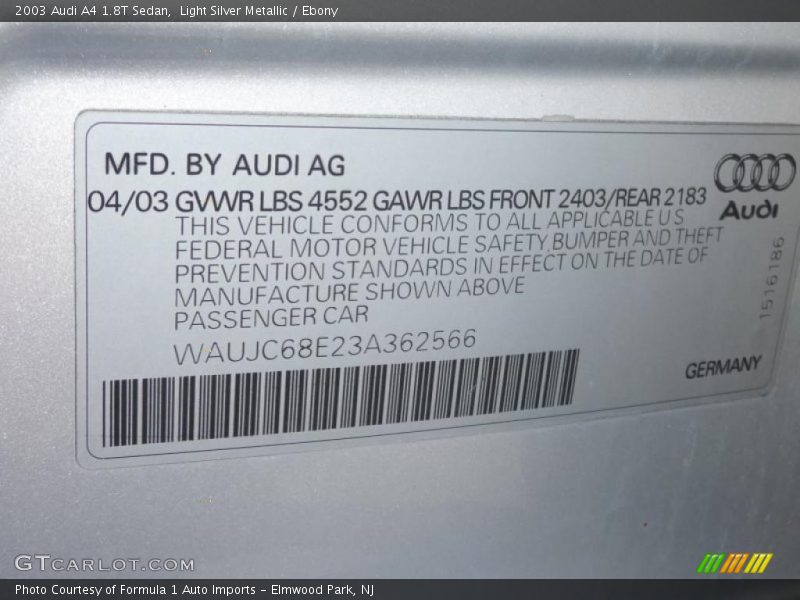 2003 Audi A4 1.8T Sedan,  Light Silver Metallic / Ebony
MFD. BY AUDI AG
04/03 GVWR LBS 4552 GAWR LBS FRONT 2403/REAR 2183
THIS VEHICLE CONFORMS TO ALL APPLICABLE U S
FEDERAL MOTOR VEHICLE SAFETY, BUMPER AND THEFT
PREVENTION STANDARDS IN EFFECT ON THE DATE OF
MANUFACTURE SHOWN ABOVE
PASSENGER CAR
WAUJC68E23A362566
Audi
1516186
GERMANY
GTCARLOT.COM
Photo Courtesy of Formula 1 Auto Imports – Elmwood Park, NJ